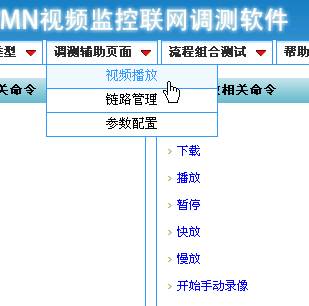 MN视频监控联网调测软件
类型 调测辅助页面 流程组合测试 帮助
视频播放
关命令 放相关命令
链路管理
参数配置
下载
播放
暂停
快放
慢放
开始手动录像